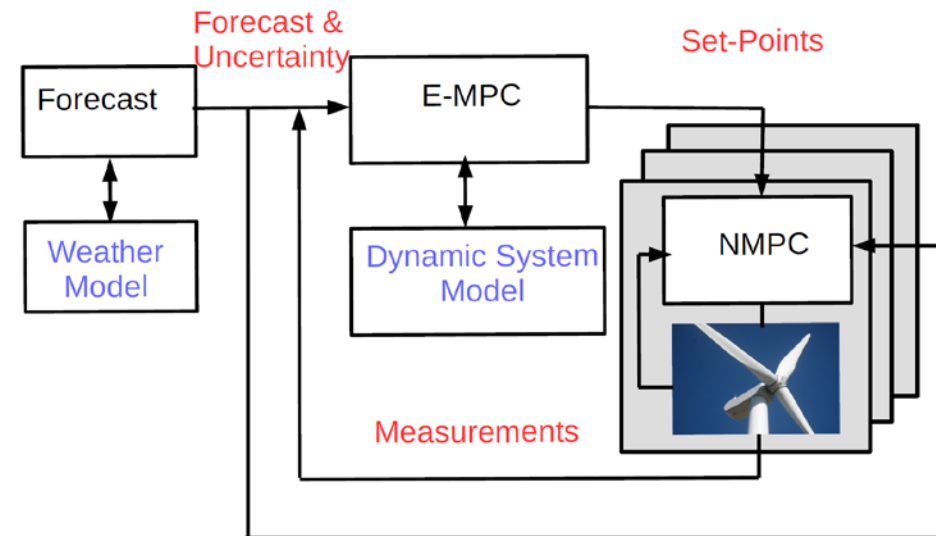 Forecast &
Uncertainty
Set-Points
Forecast
E-MPC
Weather
Model
Dynamic System
Model
NMPC
Measurements